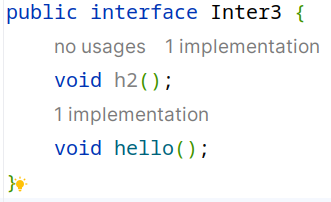 public interface Inter3 {
no usages 1 implementation
void h2();
1 implementation
void hello();
}